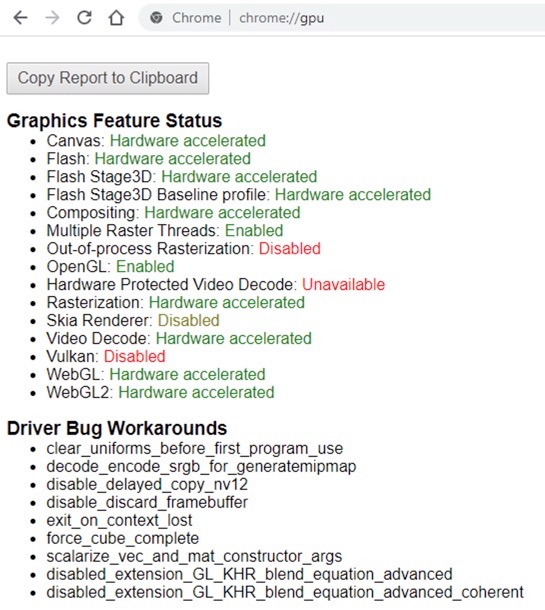 Chrome | chrome://gpu
Copy Report to Clipboard
Graphics Feature Status
• Canvas: Hardware accelerated
• Flash: Hardware accelerated
• Flash Stage3D: Hardware accelerated
• Flash Stage3D Baseline profile: Hardware accelerated
• Compositing: Hardware accelerated
• Multiple Raster Threads: Enabled
• Out-of-process Rasterization: Disabled
• OpenGL: Enabled
• Hardware Protected Video Decode: Unavailable
• Rasterization: Hardware accelerated
• Skia Renderer: Disabled
• Video Decode: Hardware accelerated
• Vulkan: Disabled
• WebGL: Hardware accelerated
• WebGL2: Hardware accelerated
Driver Bug Workarounds
• clear_uniforms_before_first_program_use
• decode_encode_srgb_for_generatemipmap
• disable_delayed_copy_nv12
• disable_discard_framebuffer
• exit_on_context_lost
• force_cube_complete
• scalarize_vec_and_mat_constructor_args
• disabled_extension_GL_KHR_blend_equation_advanced
• disabled_extension_GL_KHR_blend_equation_advanced_coherent